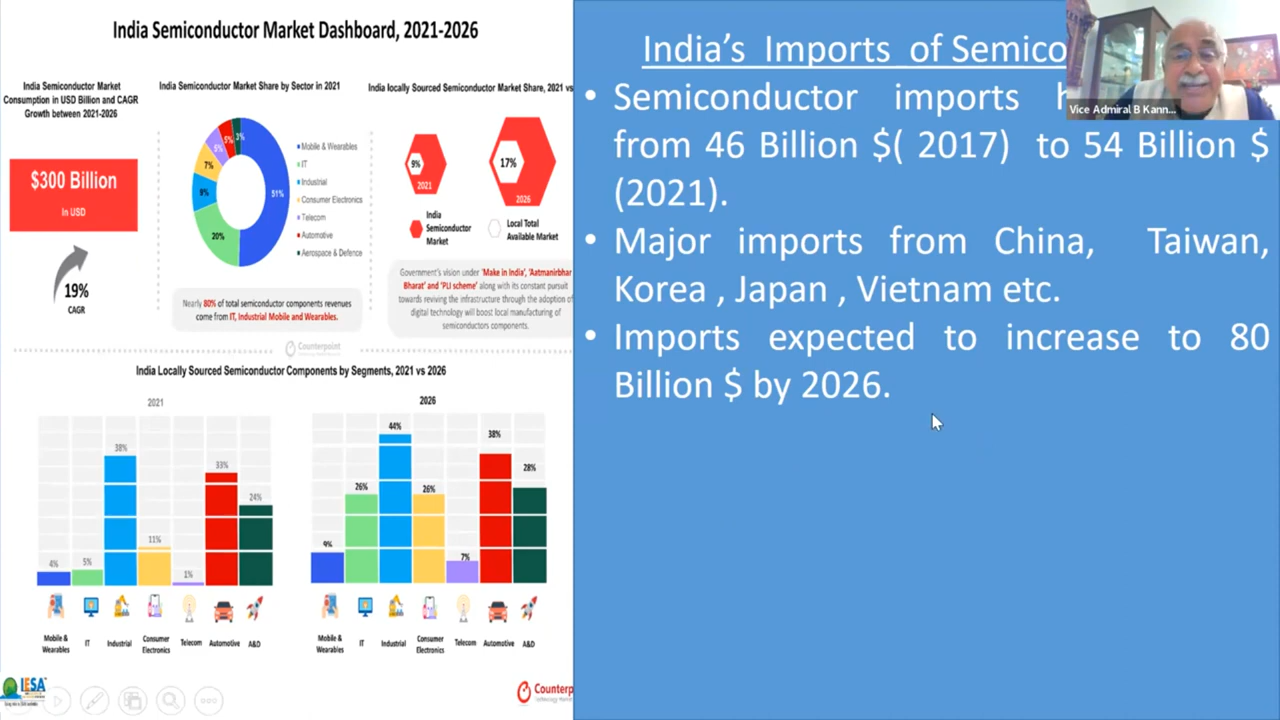 India Semiconductor Market Dashboard, 2021-2026
India Semiconductor Market
Consumption in USD Billion and CAGR
Growth between 2021-2026
$300 Billion
In USD
19%
CAGR
India Semiconductor Market Share by Sector in 2021
3%
5%
5%
7%
9%
20%
51%
Mobile & Wearables
IT
Industrial
Consumer Electronics
Telecom
Automotive
Aerospace & Defence
Nearly 80% of total semiconductor components revenues
come from IT, Industrial Mobile and Wearables.
India locally Sourced Semiconductor Market Share, 2021 vs
9%
2021
17%
2026
India
Semiconductor
Market
Local Total
Available Market
Government's vision under 'Make in India', 'Aatmanirbhar
Bharat' and 'PLI scheme' along with its constant pursuit
towards reviving the infrastructure through the adoption of
digital technology will boost local manufacturing of
semiconductors components.
Counterpoint
India Locally Sourced Semiconductor Components by Segments, 2021 vs 2026
2021
4%
5%
38%
11%
1%
33%
24%
Mobile &
Wearables
IT
Industrial
Consumer
Electronics
Telecom
Automotive
A&D
2026
9%
26%
44%
26%
7%
38%
28%
Mobile &
Wearables
IT
Industrial
Consumer
Electronics
Telecom
Automotive
A&D
IESA
Counterp
India's Imports of Semico
• Semiconductor imports h
from 46 Billion $( 2017) to 54 Billion $
(2021).
• Major imports from China, Taiwan,
Korea , Japan , Vietnam etc.
• Imports expected to increase to 80
Billion $ by 2026.
Vice Admiral B Kann...